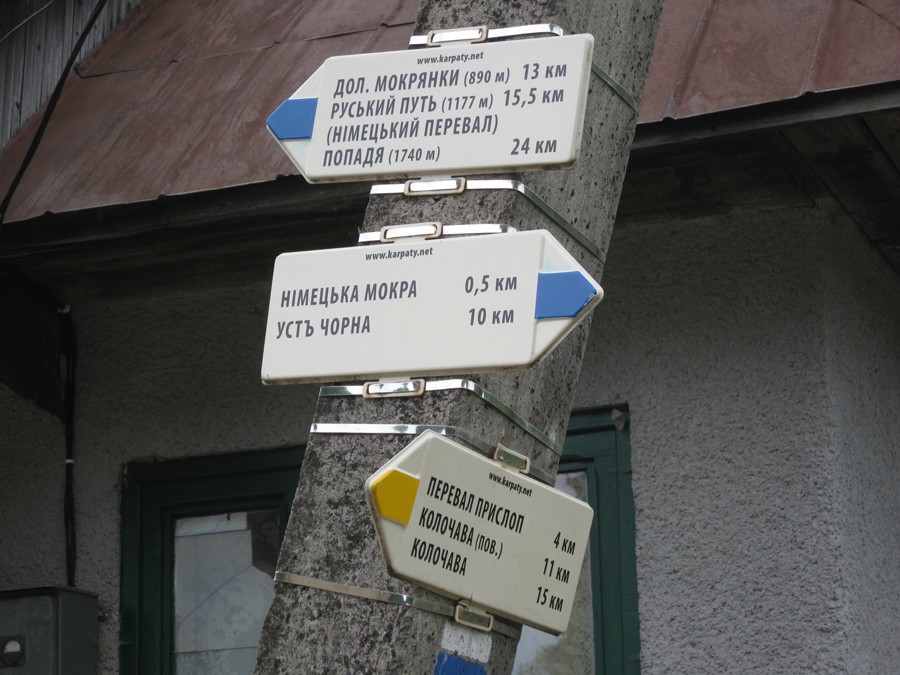 www.karpaty.net
ДОЛ. МОКРЯНКИ (890 м) 13 км
РУСЬКИЙ ПУТЬ (1177 м) 15,5 км
(НІМЕЦЬКИЙ ПЕРЕВАЛ)
ПОПАДЯ (1740 м) 24 км
www.karpaty.net
НІМЕЦЬКА МОКРА 0,5 км
УСТЪ ЧОРНА 10 км
www.karpaty.net
ПЕРЕВАЛ ПРИСЛОП 4 км
КОЛОЧАВА (ПОВ.) 11 км
КОЛОЧАВА 15 км